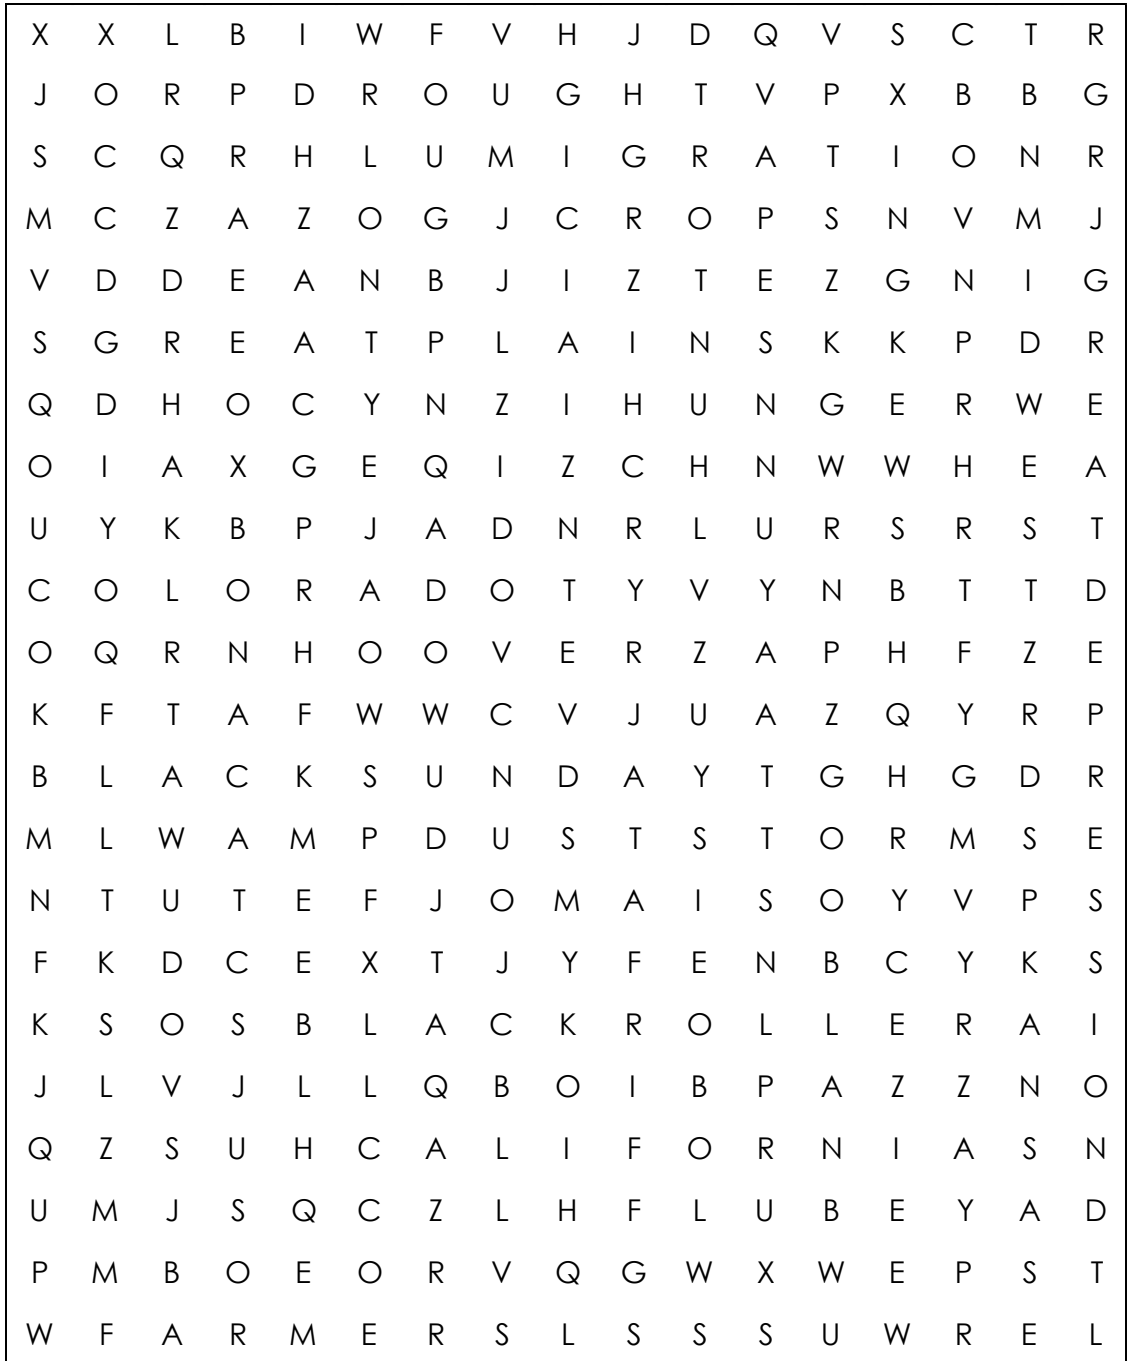 X X L B I W F V H J D Q V S C T R
J O R P D R O U G H T V P X B B G
S C Q R H L U M I G R A T I O N R
M C Z A Z O G J C R O P S N V M J
V D D E A N B J I Z T E Z G N I G
S G R E A T P L A I N S K K P D R
Q D H O C Y N Z I H U N G E R W E
O I A X G E Q I Z C H N W W H E A
U Y K B P J A D N R L U R S R S T
C O L O R A D O T Y V Y N B T T D
O Q R N H O O V E R Z A P H F Z E
K F T A F W W C V J U A Z Q Y R P
B L A C K S U N D A Y T G H G D R
M L W A M P D U S T S T O R M S E
N T U T E F J O M A I S O Y V P S
F K D C E X T J Y F E N B C Y K S
K S O S B L A C K R O L L E R A I
J L V J L L Q B O I B P A Z Z N O
Q Z S U H C A L I F O R N I A S N
U M J S Q C Z L H F L U B E Y A D
P M B O E O R V Q G W X W E P S T
W F A R M E R S L S S S U W R E L